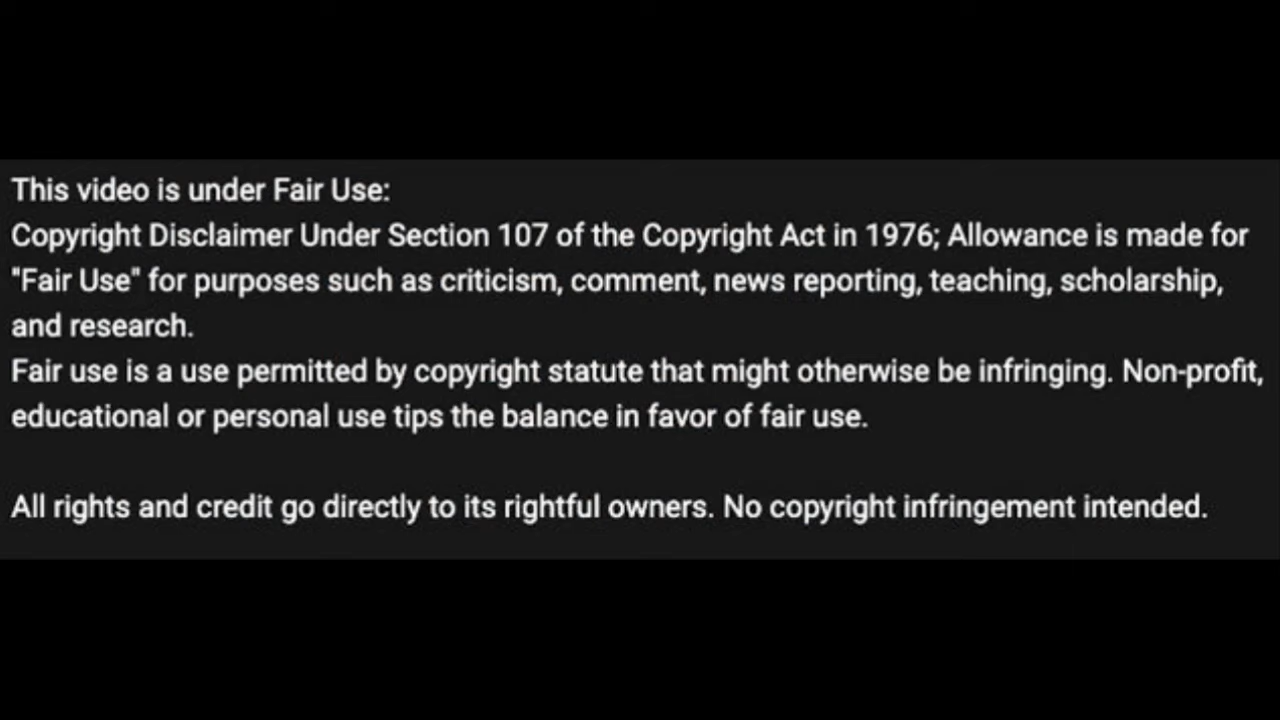 This video is under Fair Use:
Copyright Disclaimer Under Section 107 of the Copyright Act in 1976; Allowance is made for
"Fair Use" for purposes such as criticism, comment, news reporting, teaching, scholarship,
and research.
Fair use is a use permitted by copyright statute that might otherwise be infringing. Non-profit,
educational or personal use tips the balance in favor of fair use.
All rights and credit go directly to its rightful owners. No copyright infringement intended.